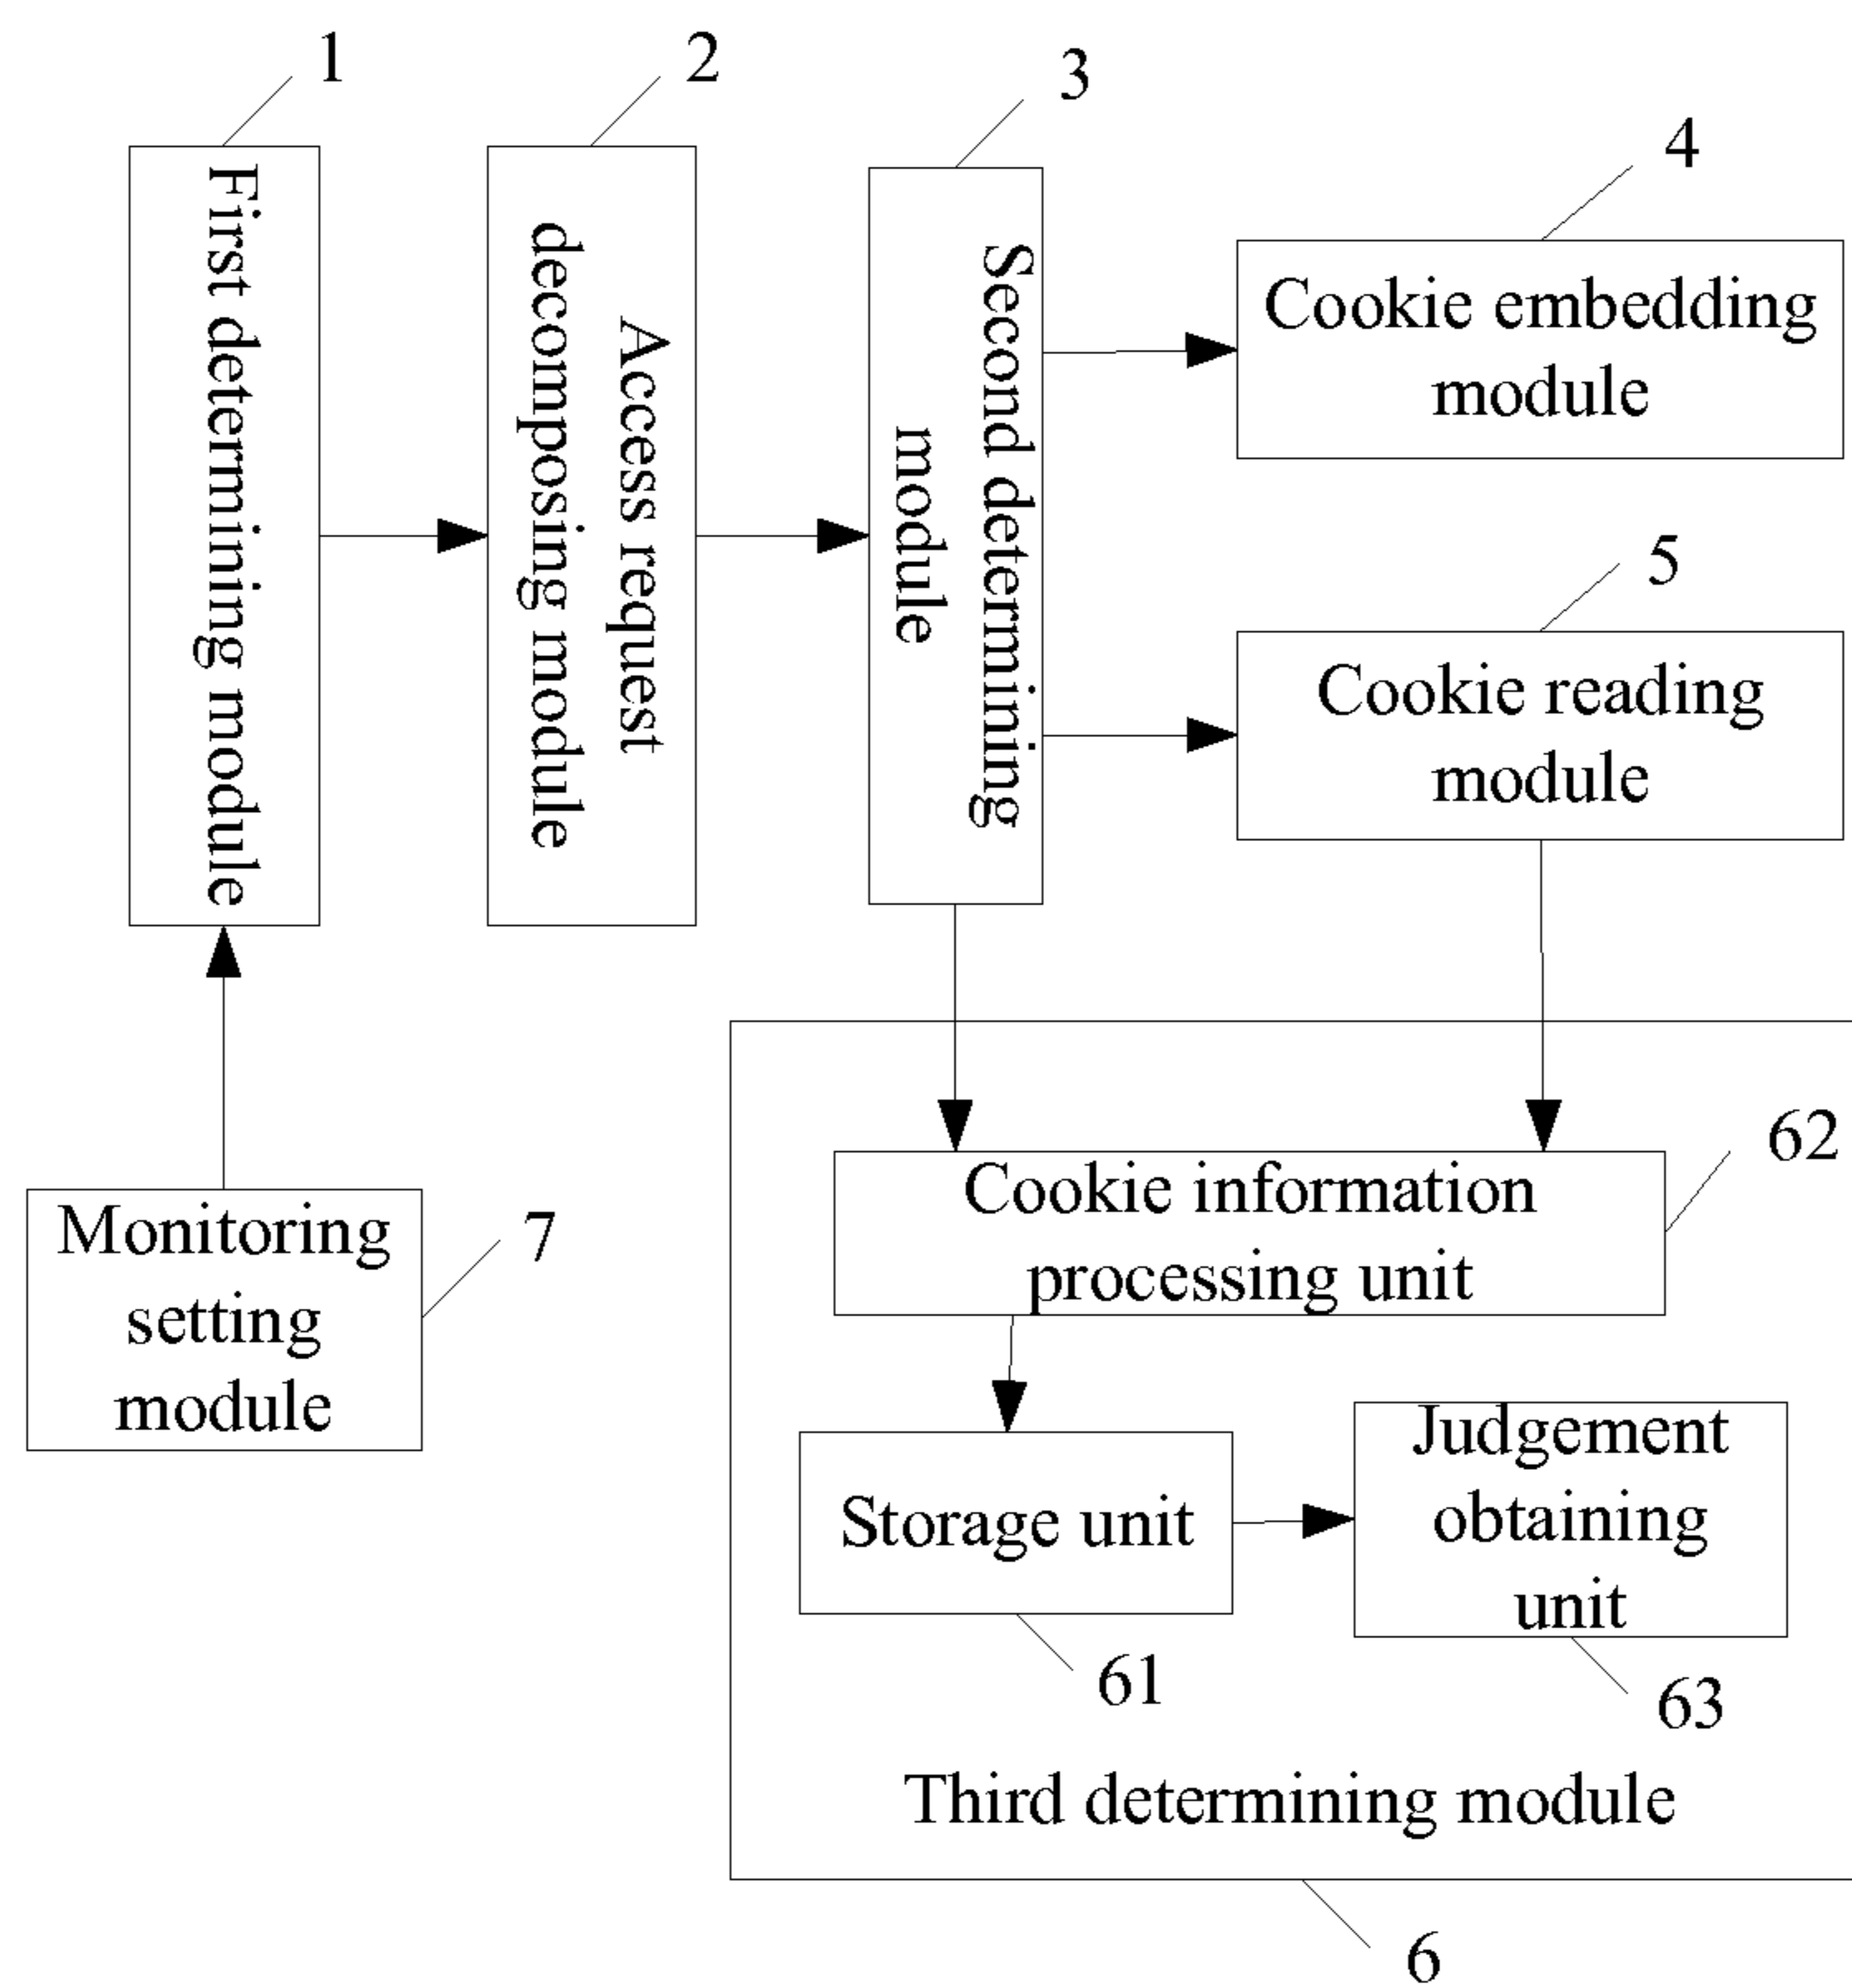 1
2
3
4
First determining module
Access request
decomposing module
Second determining
module
Cookie embedding
module
5
Cookie reading
module
62
Cookie information
processing unit
Monitoring
setting
module
7
Storage unit
Judgement
obtaining
unit
61
63
Third determining module
6